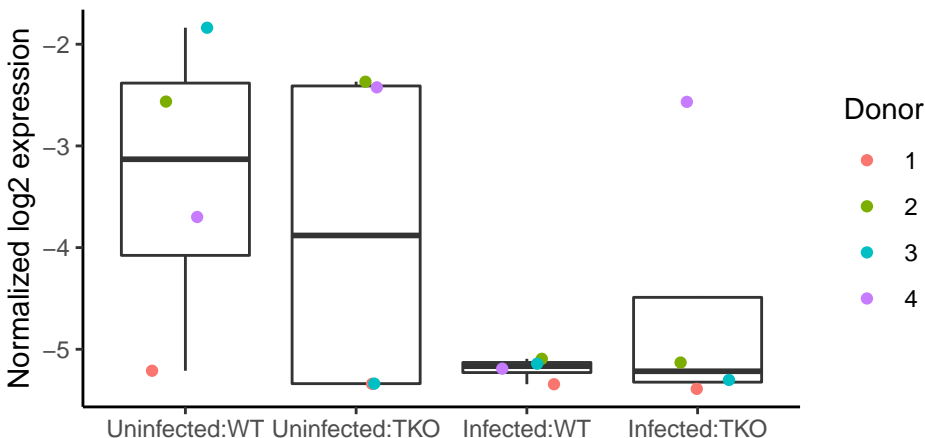 Normalized log2 expression
−2
−3
−4
−5
Uninfected:WT
Uninfected:TKO
Infected:WT
Infected:TKO
Donor
1
2
3
4